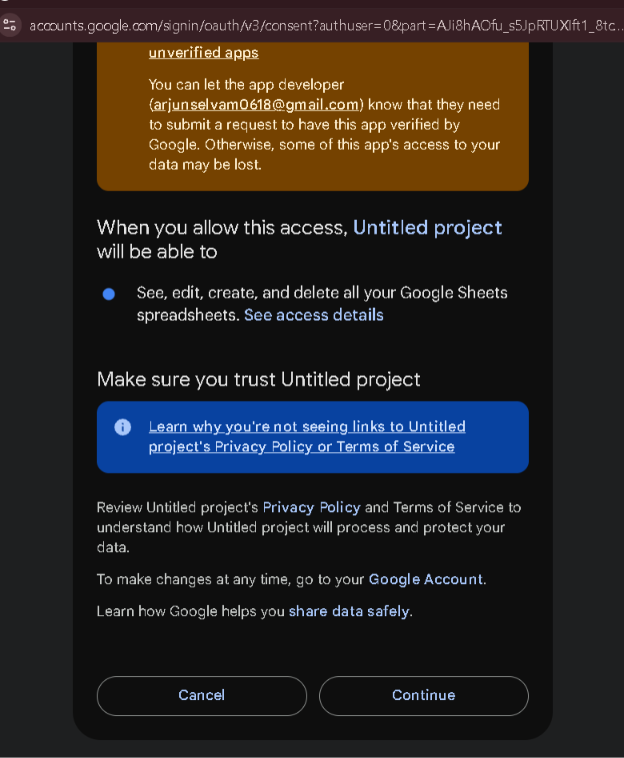 accounts.google.com/signin/oauth/v3/consent?authuser=0&part=AJi8hAOfu_s5JpRTUXlft1_8tc...
unverified apps
You can let the app developer
(arjunselvam0618@gmail.com) know that they need
to submit a request to have this app verified by
Google. Otherwise, some of this app's access to your
data may be lost.
When you allow this access, Untitled project
will be able to
See, edit, create, and delete all your Google Sheets
spreadsheets. See access details
Make sure you trust Untitled project
Learn why you're not seeing links to Untitled
project's Privacy Policy or Terms of Service
Review Untitled project's Privacy Policy and Terms of Service to
understand how Untitled project will process and protect your
data.
To make changes at any time, go to your Google Account.
Learn how Google helps you share data safely.
Cancel
Continue